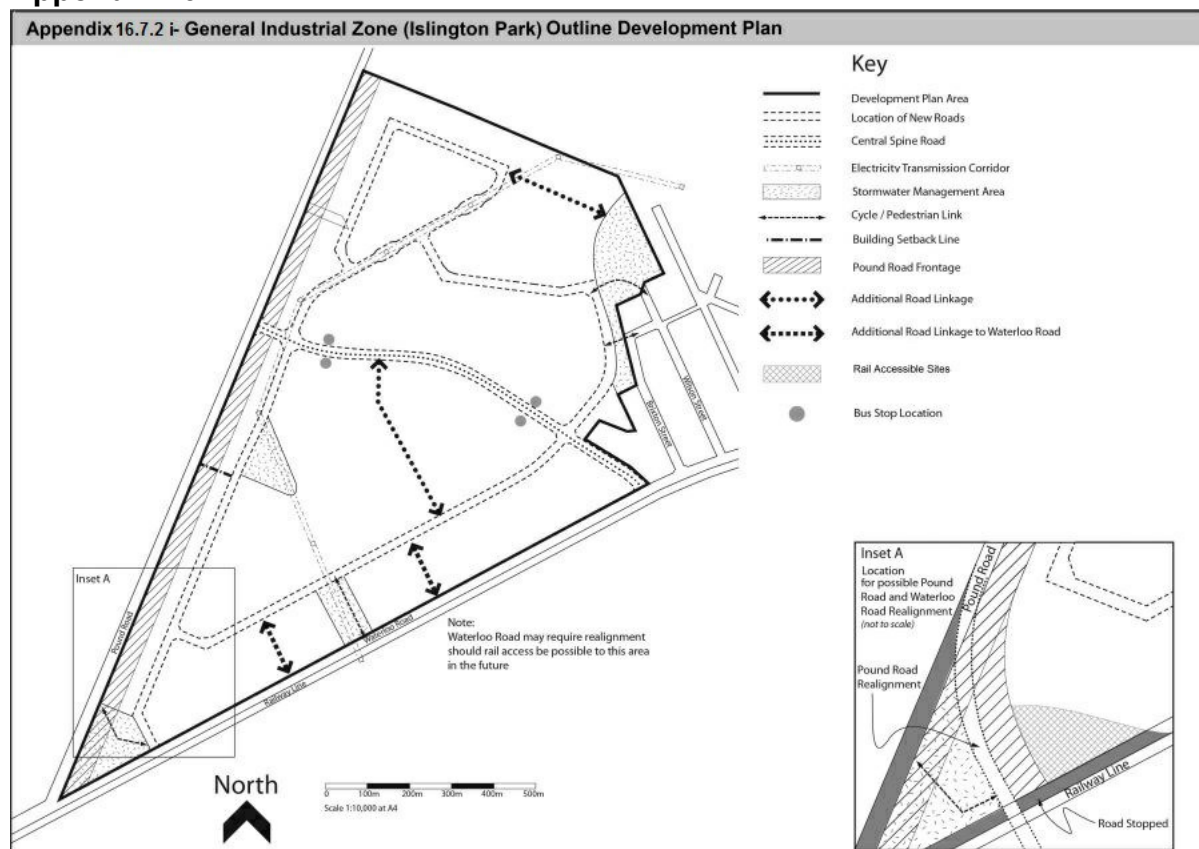 Appendix 16.7.2 i- General Industrial Zone (Islington Park) Outline Development Plan
Key
Development Plan Area
Location of New Roads
Central Spine Road
Electricity Transmission Corridor
Stormwater Management Area
Cycle / Pedestrian Link
Building Setback Line
Pound Road Frontage
Additional Road Linkage
Additional Road Linkage to Waterloo Road
Rail Accessible Sites
Bus Stop Location
Wilson Street
Brixton Street
Inset A
Pound Road
Waterloo Road
Railway Line
Note:
Waterloo Road may require realignment
should rail access be possible to this area
in the future
North
0 100m 200m 300m 400m 500m
Scale 1:10,000 at A4
Inset A
Location
for possible Pound
Road and Waterloo
Road Realignment
(not to scale)
Pound Road
Pound Road
Realignment
Railway Line
Road Stopped